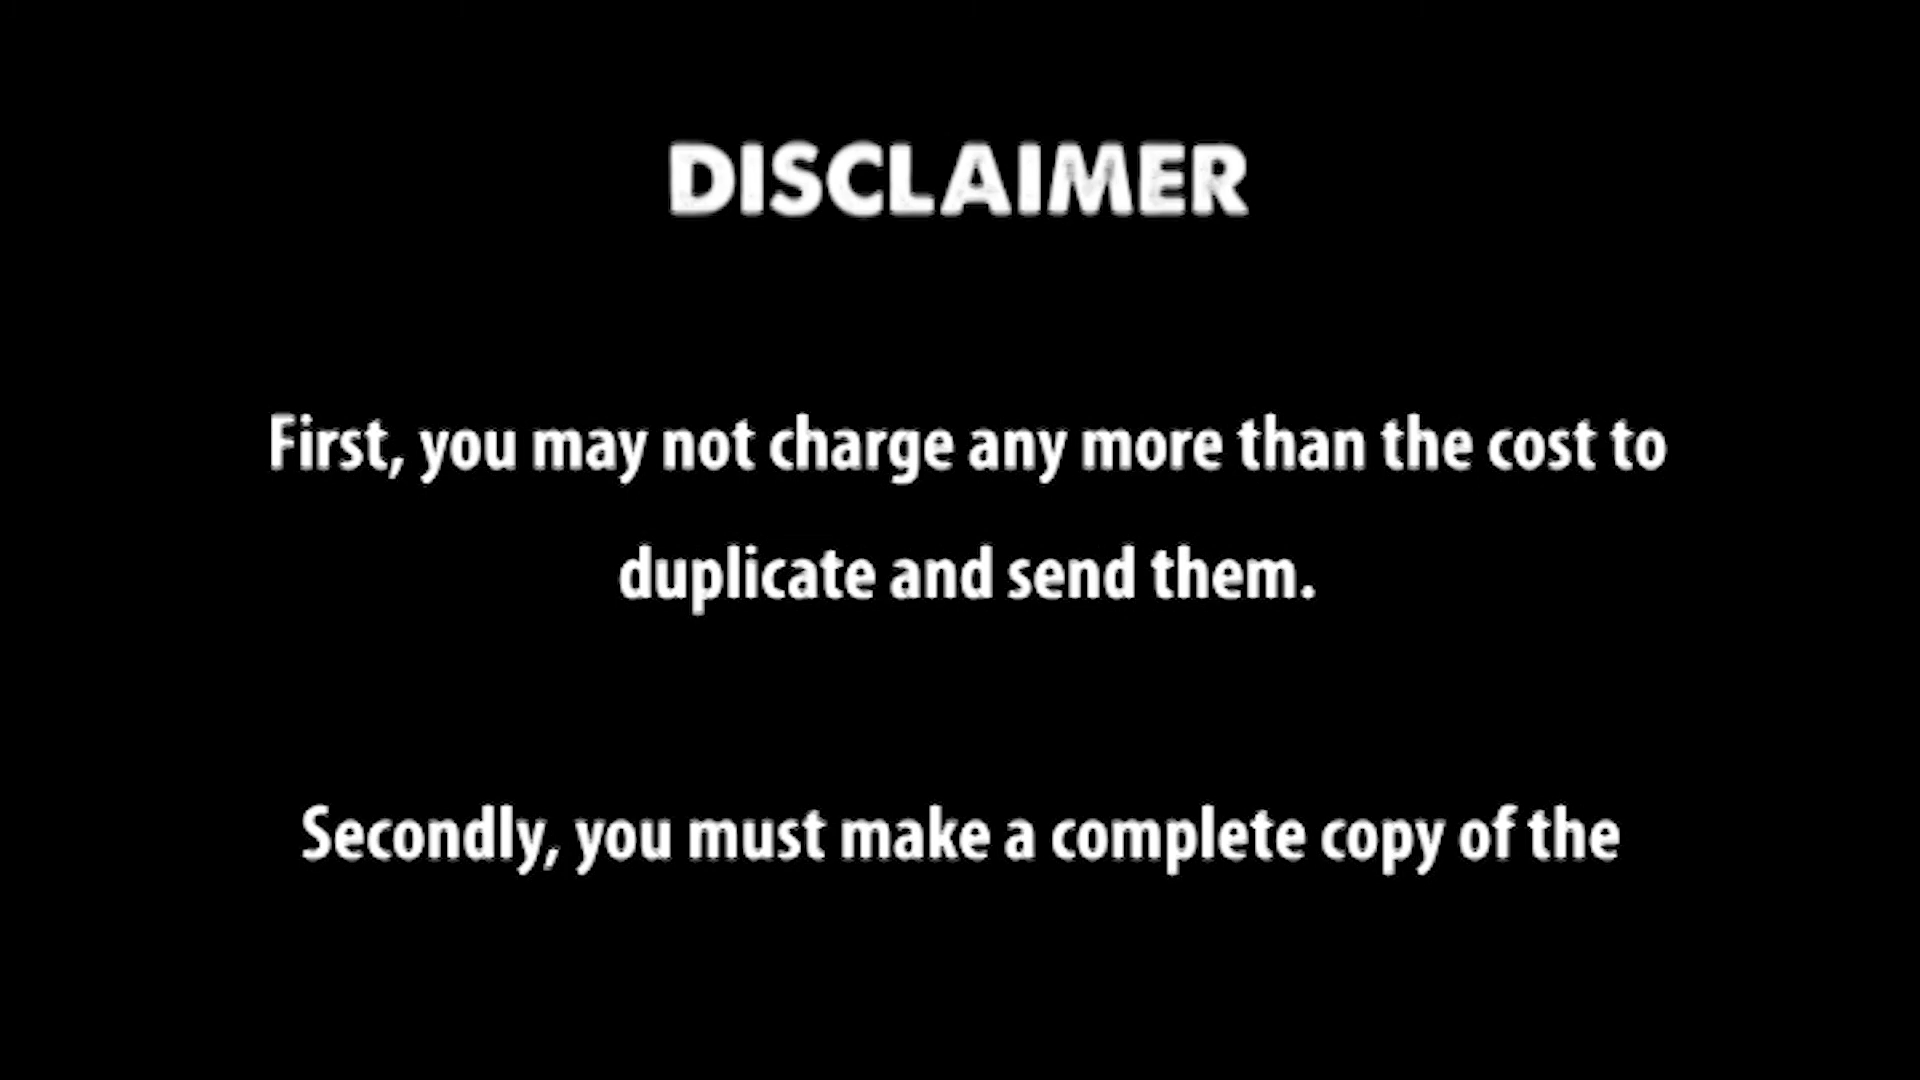 DISCLAIMER
First, you may not charge any more than the cost to
duplicate and send them.
Secondly, you must make a complete copy of the